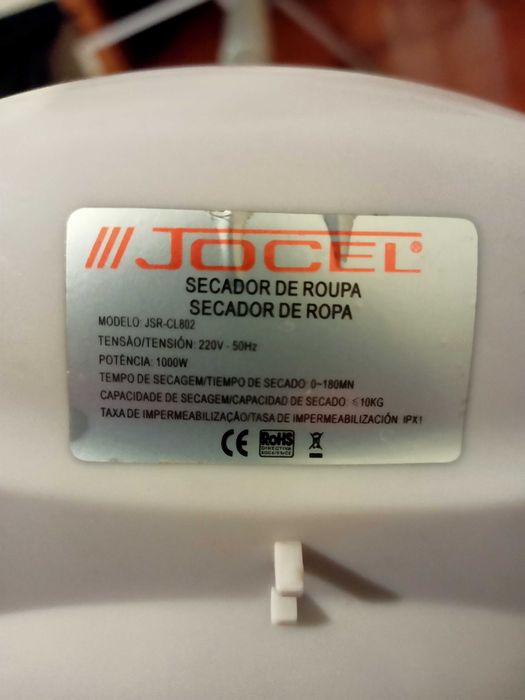 JOCEL®
SECADOR DE ROUPA
SECADOR DE ROPA
MODELO: JSR-CL802
TENSÃO/TENSIÓN: 220V - 50Hz
POTÊNCIA: 1000W
TEMPO DE SECAGEM/TIEMPO DE SECADO: 0~180MN
CAPACIDADE DE SECAGEM/CAPACIDAD DE SECADO: ≤10KG
TAXA DE IMPERMEABILIZAÇÃO/TASA DE IMPERMEABILIZACIÓN IPX1
CE RoHS
DIRECTIVE